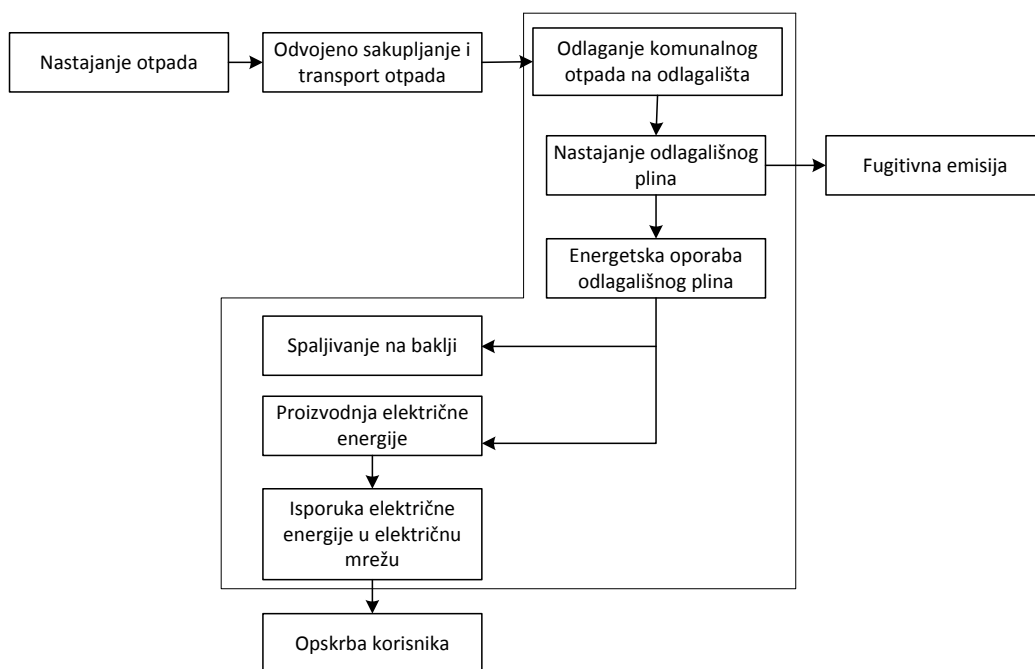 Nastajanje otpada
Odvojeno sakupljanje i
transport otpada
Odlaganje komunalnog
otpada na odlagališta
Nastajanje odlagališnog
plina
Fugitivna emisija
Energetska oporaba
odlagališnog plina
Spaljivanje na baklji
Proizvodnja električne
energije
Isporuka električne
energije u električnu
mrežu
Opskrba korisnika